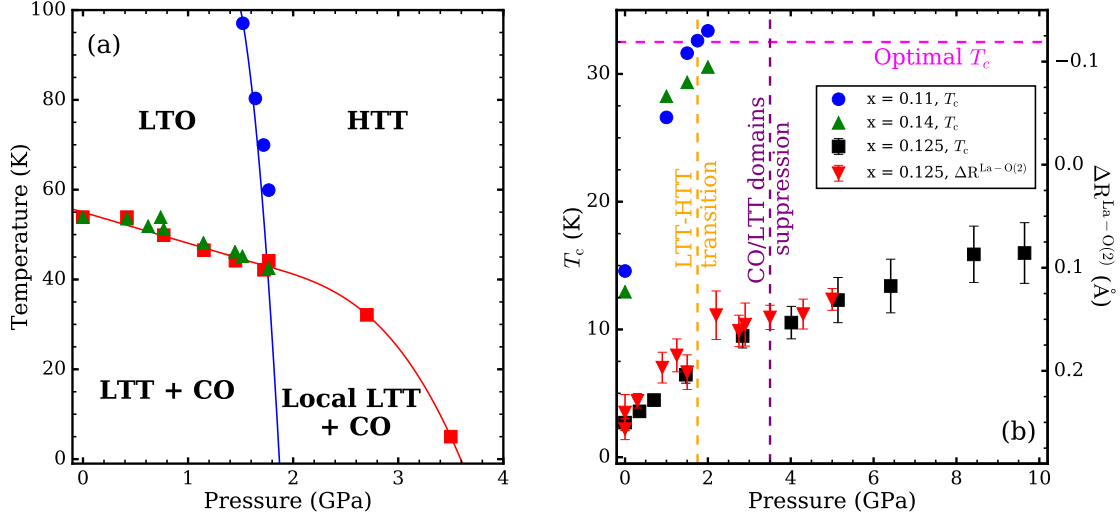 (a)
LTO
HTT
LTT + CO
Local LTT
+ CO
Temperature (K)
0
20
40
60
80
100
0
1
2
3
4
Pressure (GPa)
(b)
Optimal T_c
x = 0.11, T_c
x = 0.14, T_c
x = 0.125, T_c
x = 0.125, ΔR^La−O(2)
LTT-HTT
transition
CO/LTT domains
suppression
T_c (K)
0
10
20
30
0
2
4
6
8
10
Pressure (GPa)
−0.1
0.0
0.1
0.2
ΔR^La−O(2) (Å)